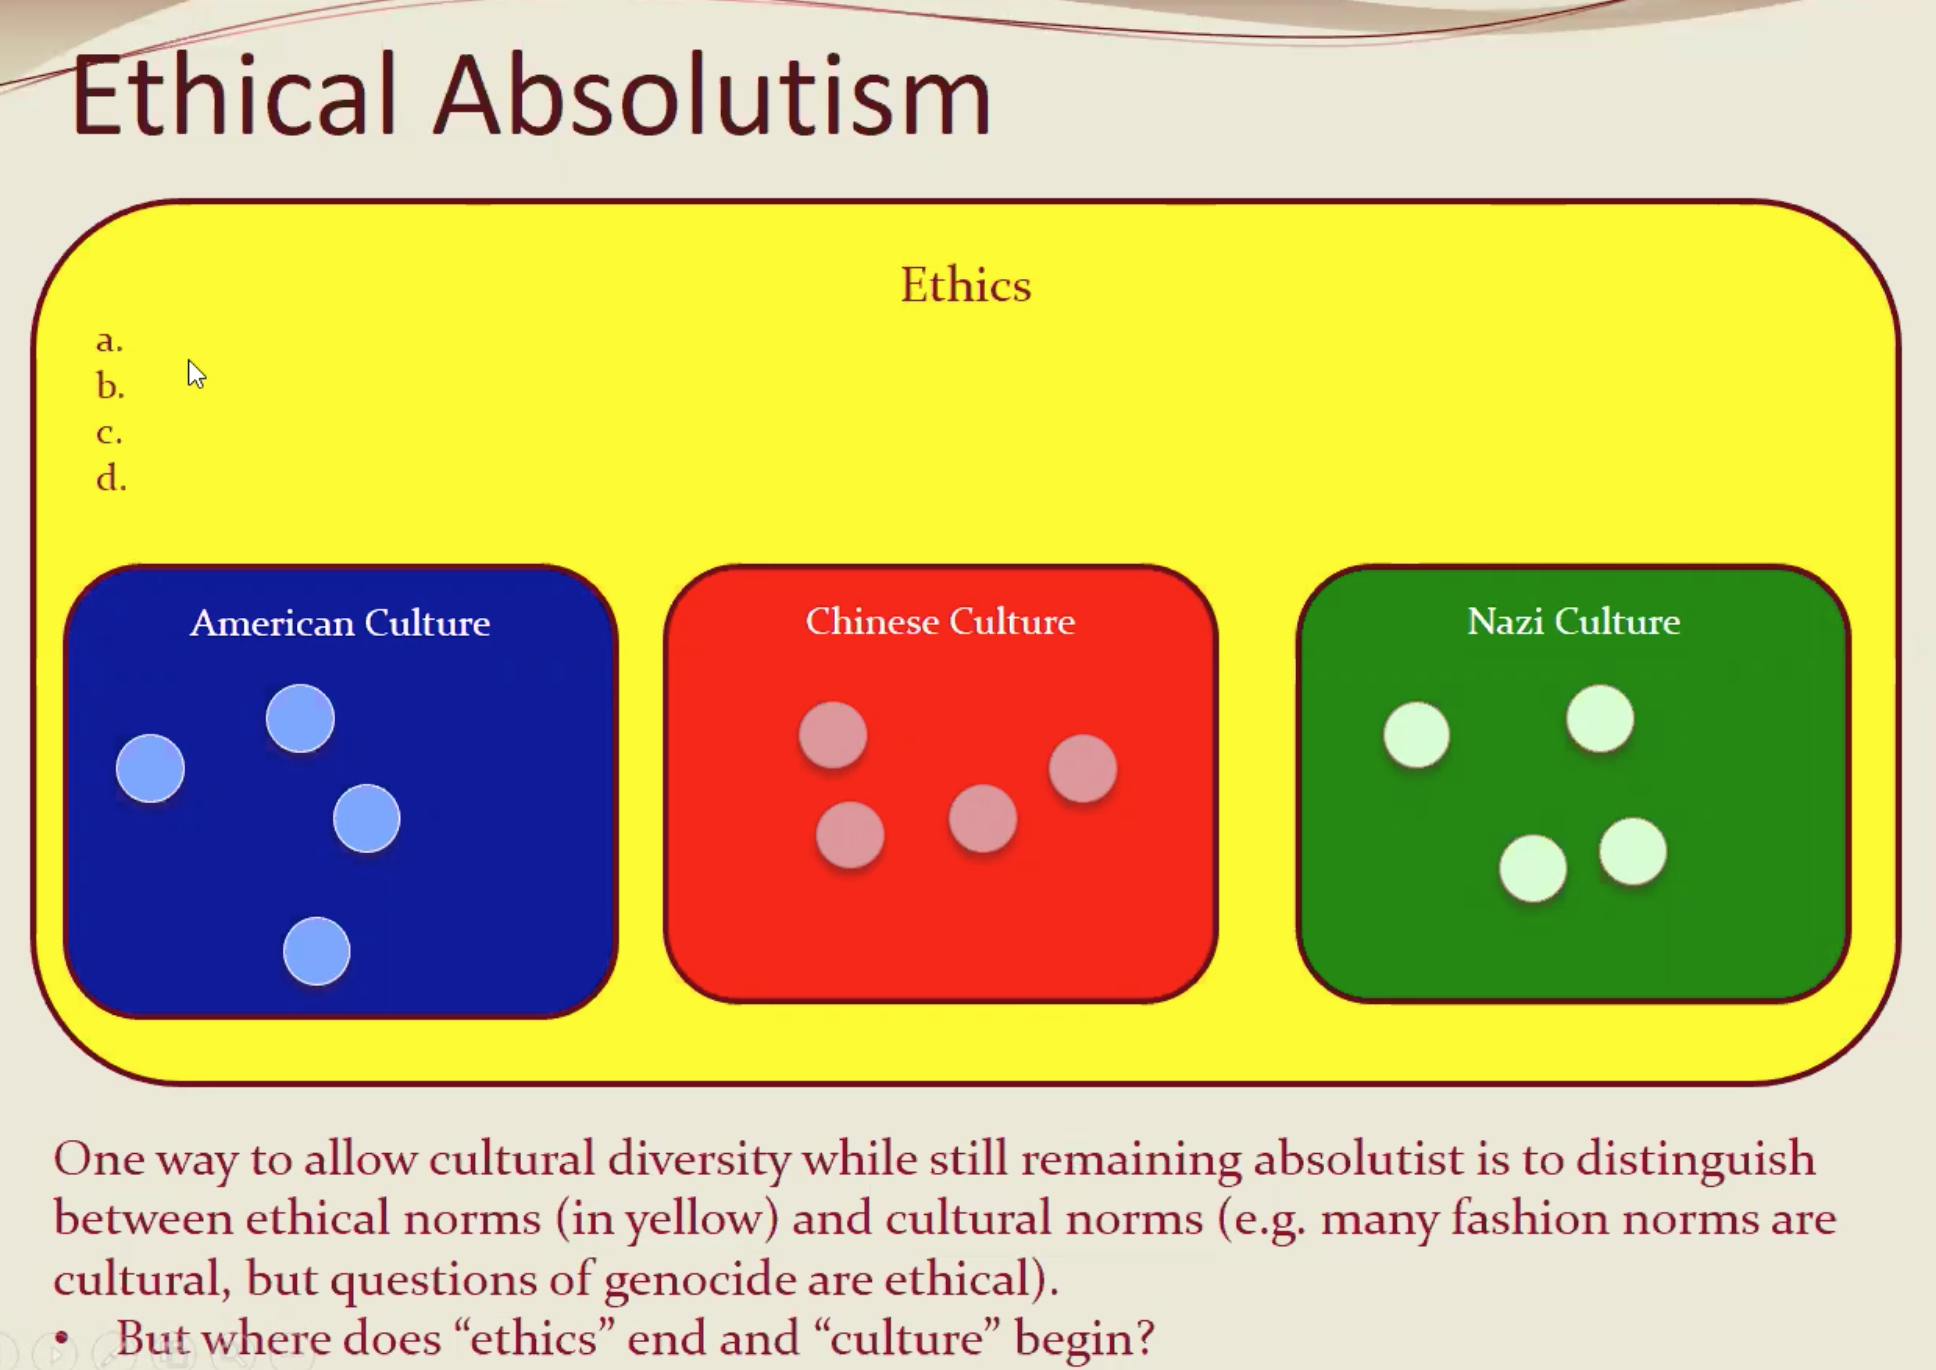 Ethical Absolutism
Ethics
a.
b.
c.
d.
American Culture
Chinese Culture
Nazi Culture
One way to allow cultural diversity while still remaining absolutist is to distinguish
between ethical norms (in yellow) and cultural norms (e.g. many fashion norms are
cultural, but questions of genocide are ethical).
• But where does “ethics” end and “culture” begin?